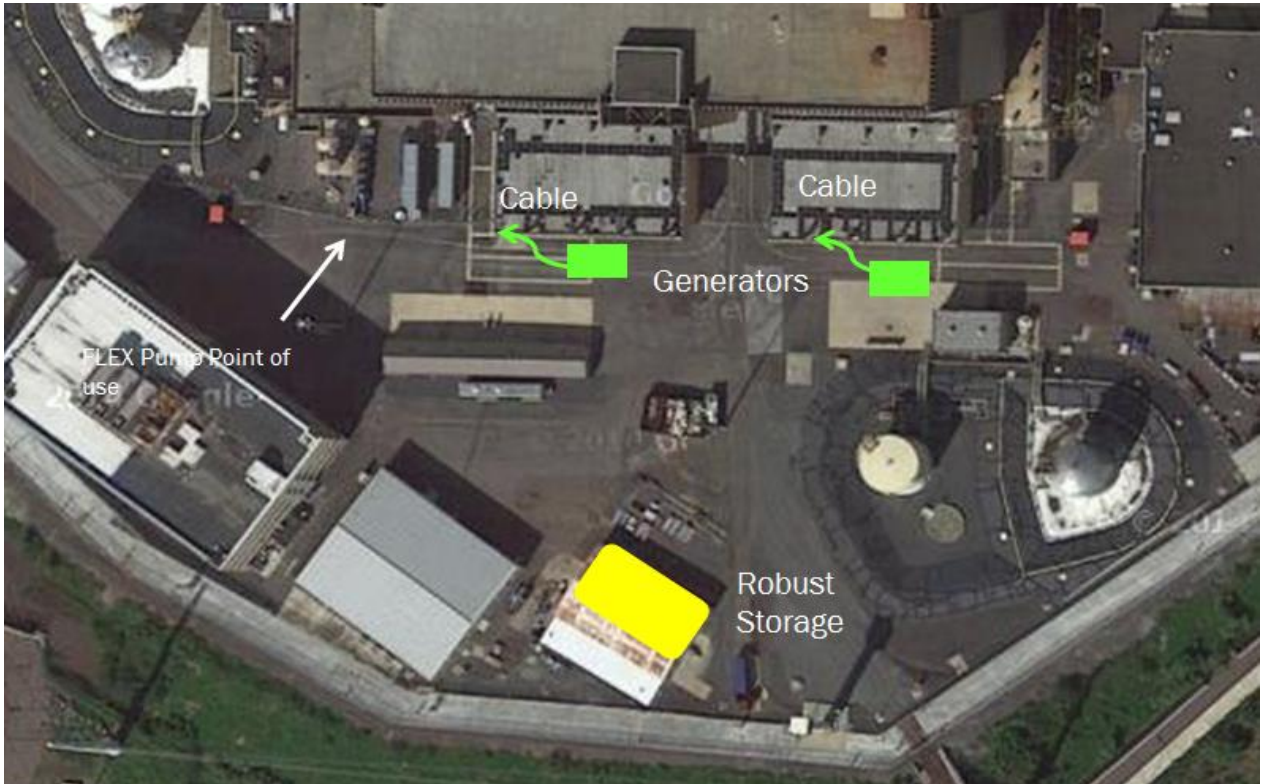 Cable
Cable
Generators
FLEX Pump Point of
use
Robust
Storage